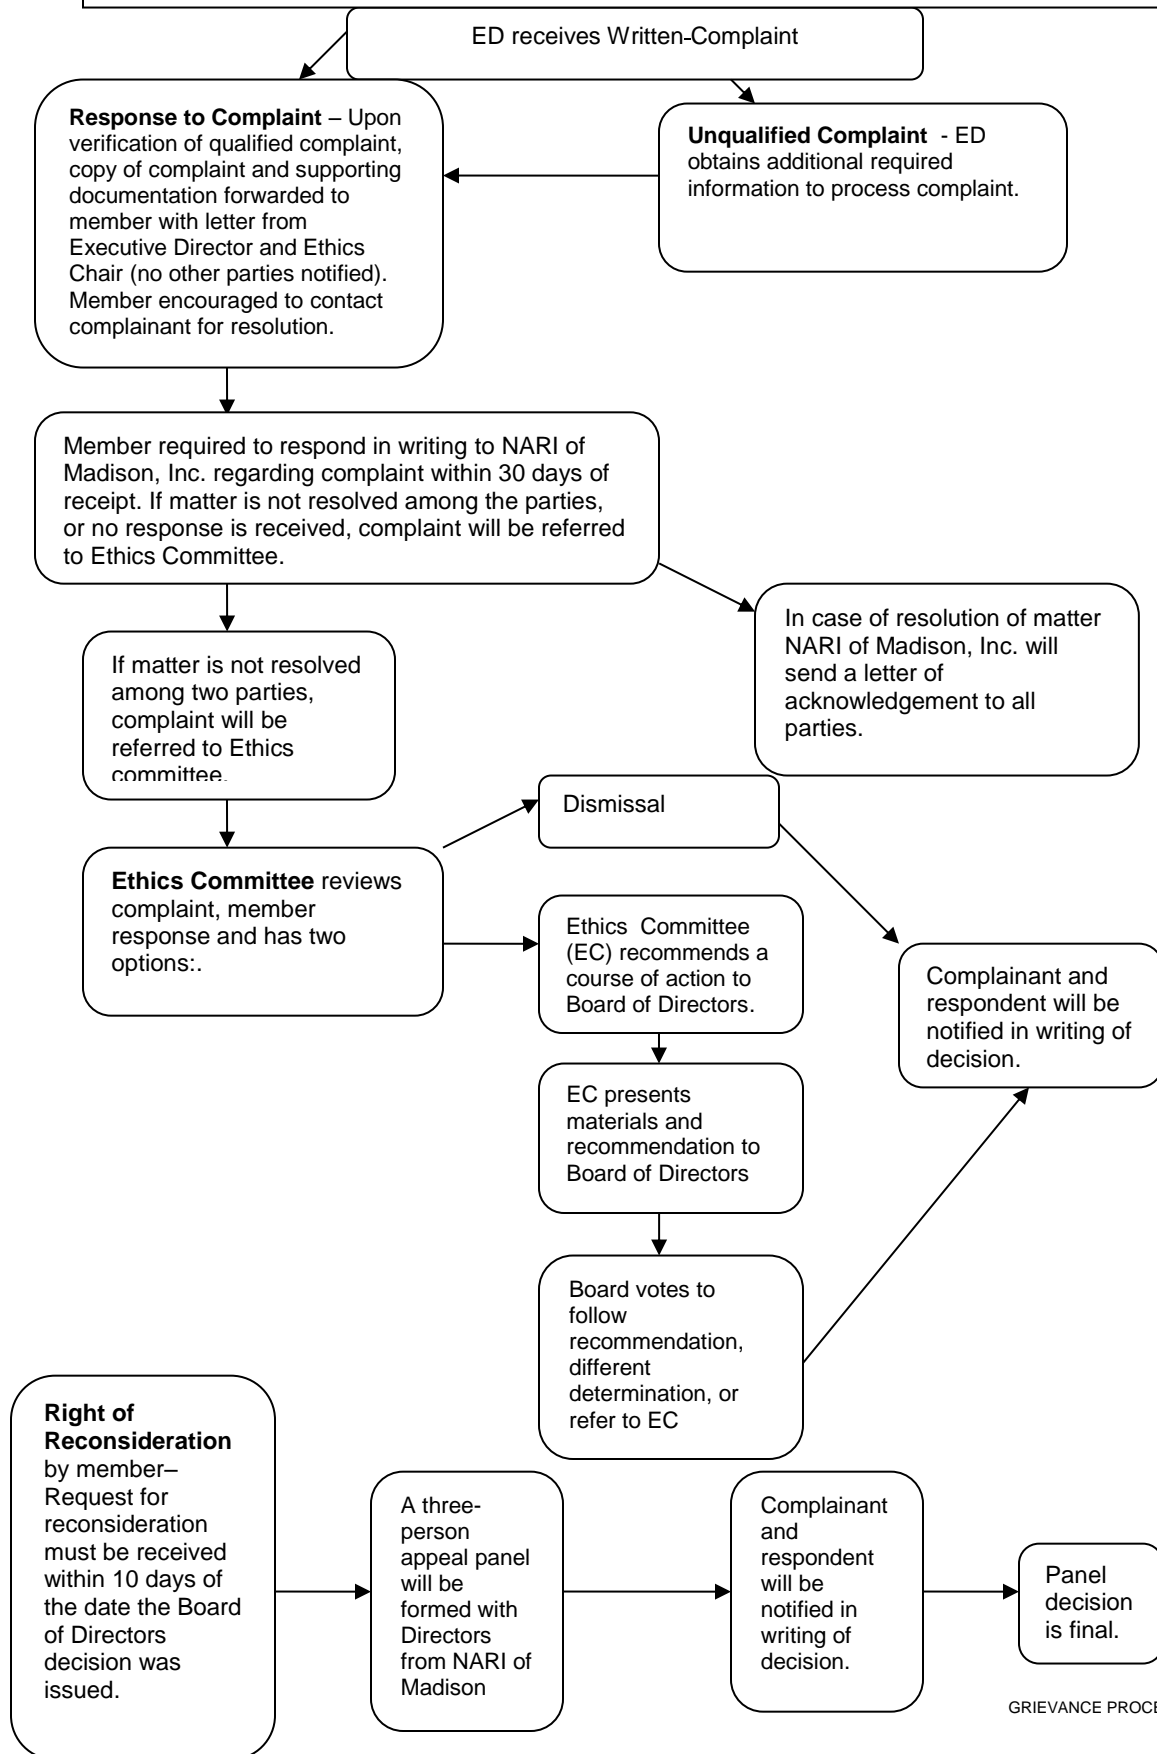 ED receives Written-Complaint
Response to Complaint – Upon
verification of qualified complaint,
copy of complaint and supporting
documentation forwarded to
member with letter from
Executive Director and Ethics
Chair (no other parties notified).
Member encouraged to contact
complainant for resolution.
Unqualified Complaint - ED
obtains additional required
information to process complaint.
Member required to respond in writing to NARI of
Madison, Inc. regarding complaint within 30 days of
receipt. If matter is not resolved among the parties,
or no response is received, complaint will be referred
to Ethics Committee.
In case of resolution of matter
NARI of Madison, Inc. will
send a letter of
acknowledgement to all
parties.
If matter is not resolved
among two parties,
complaint will be
referred to Ethics
committee.
Dismissal
Ethics Committee reviews
complaint, member
response and has two
options:.
Ethics Committee
(EC) recommends a
course of action to
Board of Directors.
Complainant and
respondent will be
notified in writing of
decision.
EC presents
materials and
recommendation to
Board of Directors
Board votes to
follow
recommendation,
different
determination, or
refer to EC
Right of
Reconsideration
by member–
Request for
reconsideration
must be received
within 10 days of
the date the Board
of Directors
decision was
issued.
A three-
person
appeal panel
will be
formed with
Directors
from NARI of
Madison
Complainant
and
respondent
will be
notified in
writing of
decision.
Panel
decision
is final.
GRIEVANCE PROCE